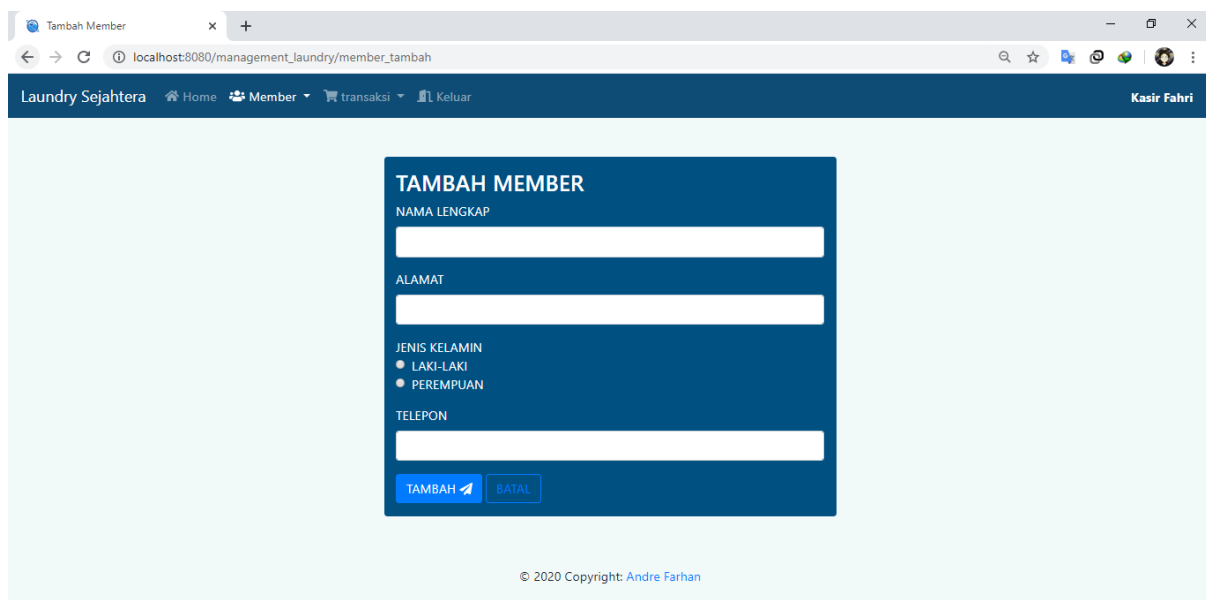 Tambah Member
localhost:8080/management_laundry/member_tambah
Laundry Sejahtera Home Member transaksi Keluar Kasir Fahri
TAMBAH MEMBER
NAMA LENGKAP
ALAMAT
JENIS KELAMIN
LAKI-LAKI
PEREMPUAN
TELEPON
TAMBAH BATAL
© 2020 Copyright: Andre Farhan